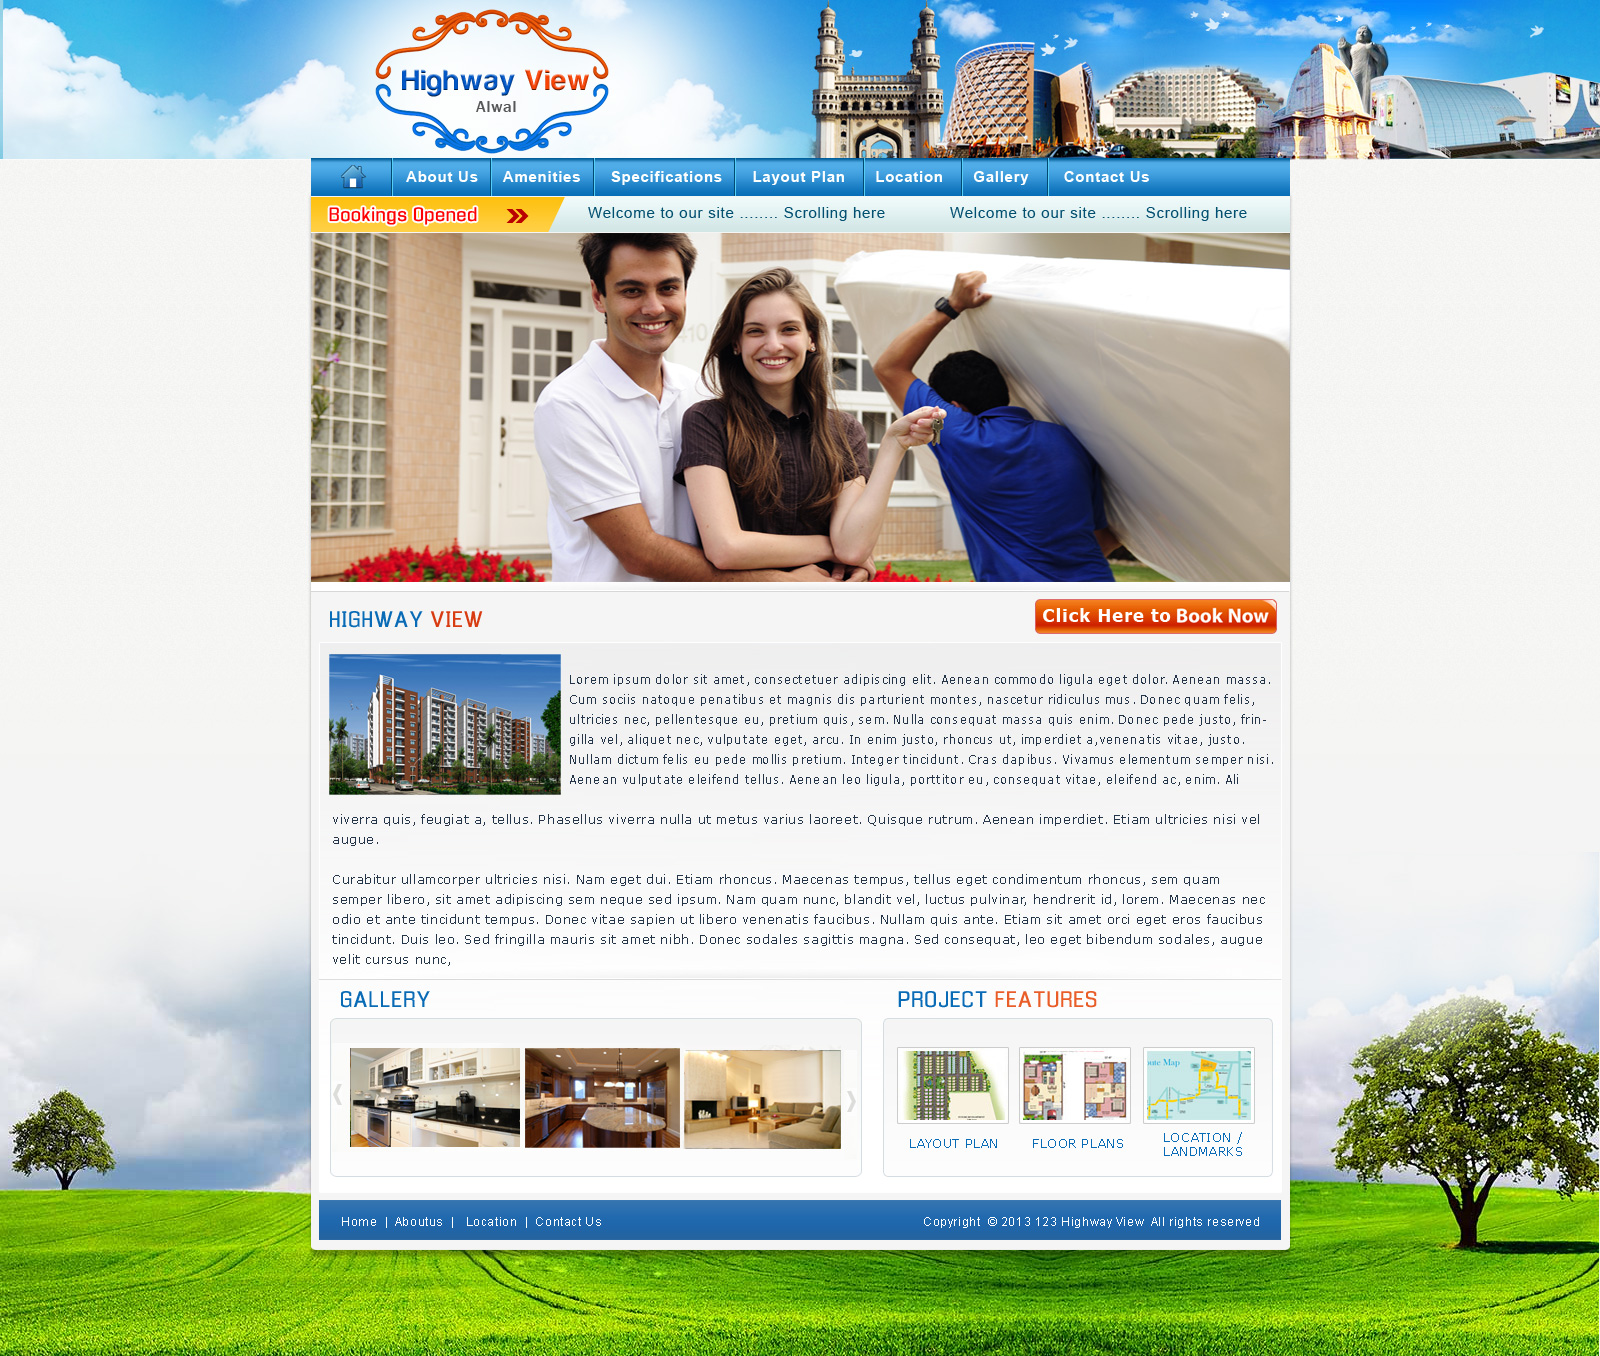 Highway View
Alwal
About Us
Amenities
Specifications
Layout Plan
Location
Gallery
Contact Us
Bookings Opened
Welcome to our site ........ Scrolling here
Welcome to our site ........ Scrolling here
10
HIGHWAY VIEW
Click Here to Book Now
Lorem ipsum dolor sit amet, consectetuer adipiscing elit. Aenean commodo ligula eget dolor. Aenean massa.
Cum sociis natoque penatibus et magnis dis parturient montes, nascetur ridiculus mus. Donec quam felis,
ultricies nec, pellentesque eu, pretium quis, sem. Nulla consequat massa quis enim. Donec pede justo, frin-
gilla vel, aliquet nec, vulputate eget, arcu. In enim justo, rhoncus ut, imperdiet a,venenatis vitae, justo.
Nullam dictum felis eu pede mollis pretium. Integer tincidunt. Cras dapibus. Vivamus elementum semper nisi.
Aenean vulputate eleifend tellus. Aenean leo ligula, porttitor eu, consequat vitae, eleifend ac, enim. Ali
viverra quis, feugiat a, tellus. Phasellus viverra nulla ut metus varius laoreet. Quisque rutrum. Aenean imperdiet. Etiam ultricies nisi vel
augue.
Curabitur ullamcorper ultricies nisi. Nam eget dui. Etiam rhoncus. Maecenas tempus, tellus eget condimentum rhoncus, sem quam
semper libero, sit amet adipiscing sem neque sed ipsum. Nam quam nunc, blandit vel, luctus pulvinar, hendrerit id, lorem. Maecenas nec
odio et ante tincidunt tempus. Donec vitae sapien ut libero venenatis faucibus. Nullam quis ante. Etiam sit amet orci eget eros faucibus
tincidunt. Duis leo. Sed fringilla mauris sit amet nibh. Donec sodales sagittis magna. Sed consequat, leo eget bibendum sodales, augue
velit cursus nunc,
GALLERY
PROJECT FEATURES
ute Map
LAYOUT PLAN
FLOOR PLANS
LOCATION /
LANDMARKS
Home | Aboutus | Location | Contact Us
Copyright © 2013 123 Highway View All rights reserved